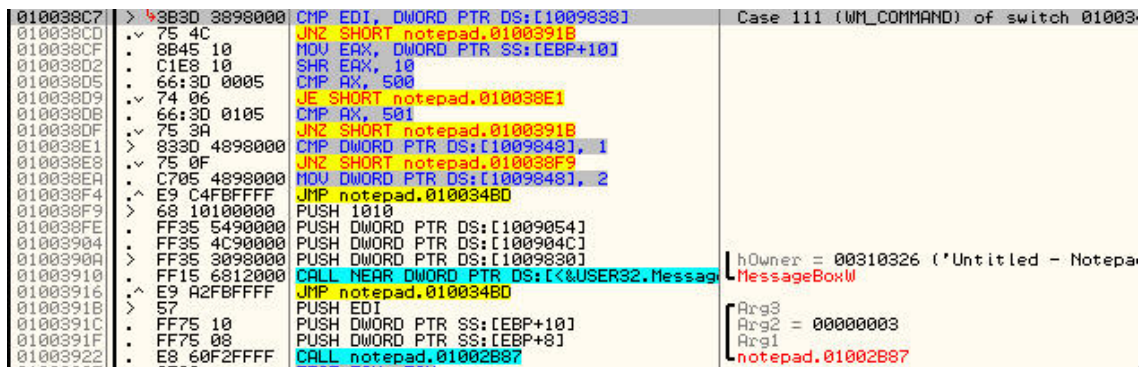 010038C7 > 3B3D 3898000 CMP EDI, DWORD PTR DS:[1009838] Case 111 (WM_COMMAND) of switch 01003
010038CD .v 75 4C JNZ SHORT notepad.0100391B
010038CF . 8B45 10 MOV EAX, DWORD PTR SS:[EBP+10]
010038D2 . C1E8 10 SHR EAX, 10
010038D5 . 66:3D 0005 CMP AX, 500
010038D9 .v 74 06 JE SHORT notepad.010038E1
010038DB . 66:3D 0105 CMP AX, 501
010038DF .v 75 3A JNZ SHORT notepad.0100391B
010038E1 > 833D 4898000 CMP DWORD PTR DS:[1009848], 1
010038E8 .v 75 0F JNZ SHORT notepad.010038F9
010038EA . C705 4898000 MOV DWORD PTR DS:[1009848], 2
010038F4 .^ E9 C4FBFFFF JMP notepad.010034BD
010038F9 > 68 10100000 PUSH 1010
010038FE . FF35 5490000 PUSH DWORD PTR DS:[1009054]
01003904 . FF35 4C90000 PUSH DWORD PTR DS:[100904C]
0100390A > FF35 3098000 PUSH DWORD PTR DS:[1009830] hOwner = 00310326 ('Untitled - Notepa
01003910 . FF15 6812000 CALL NEAR DWORD PTR DS:[<&USER32.Messag MessageBoxW
01003916 .^ E9 A2FBFFFF JMP notepad.010034BD
0100391B > 57 PUSH EDI Arg3
0100391C . FF75 10 PUSH DWORD PTR SS:[EBP+10] Arg2 = 00000003
0100391F . FF75 08 PUSH DWORD PTR SS:[EBP+8] Arg1
01003922 . E8 60F2FFFF CALL notepad.01002B87 notepad.01002B87